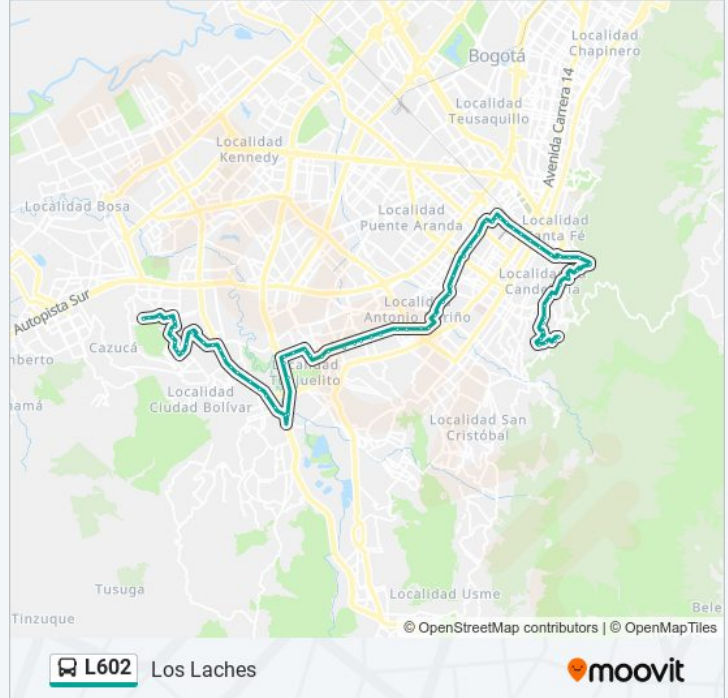 Localidad
Chapinero
Bogotá
Localidad
Teusaquillo
Avenida Carrera 14
Localidad
Kennedy
Localidad Bosa
Localidad
Puente Aranda
Localidad
Santa Fé
Localidad
Candelaria
Autopista Sur
Localidad
Antonio Nariño
Cazucá
Localidad
Tunjuelito
Localidad
Ciudad Bolívar
Localidad San
Cristóbal
Tusuga
Localidad Usme
Tinzuque
© OpenStreetMap contributors | © OpenMapTiles
L602 Los Laches
moovit